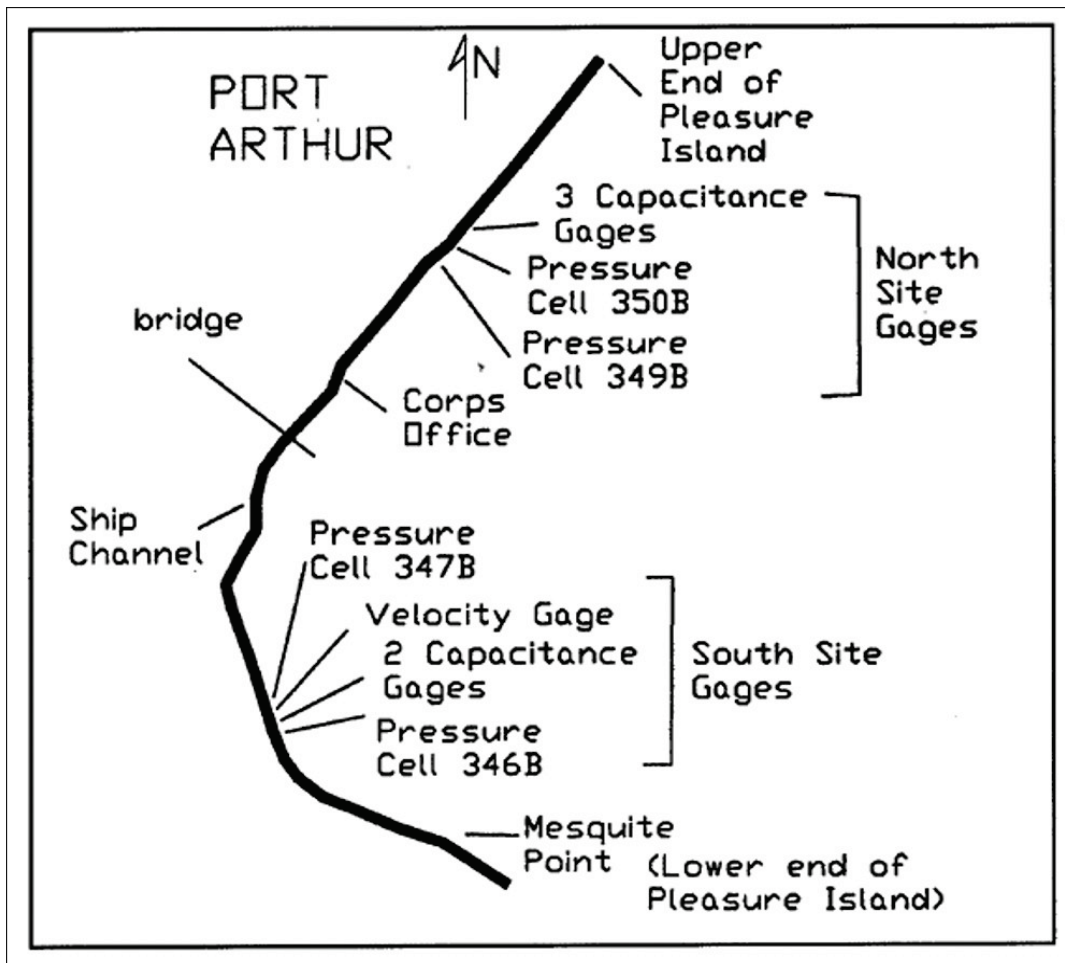 PORT
ARTHUR
N
Upper
End of
Pleasure
Island
3 Capacitance
Gages
Pressure
Cell 350B
Pressure
Cell 349B
North
Site
Gages
bridge
Corps
Office
Ship
Channel
Pressure
Cell 347B
Velocity Gage
2 Capacitance
Gages
Pressure
Cell 346B
South Site
Gages
Mesquite
Point
(Lower end of
Pleasure Island)